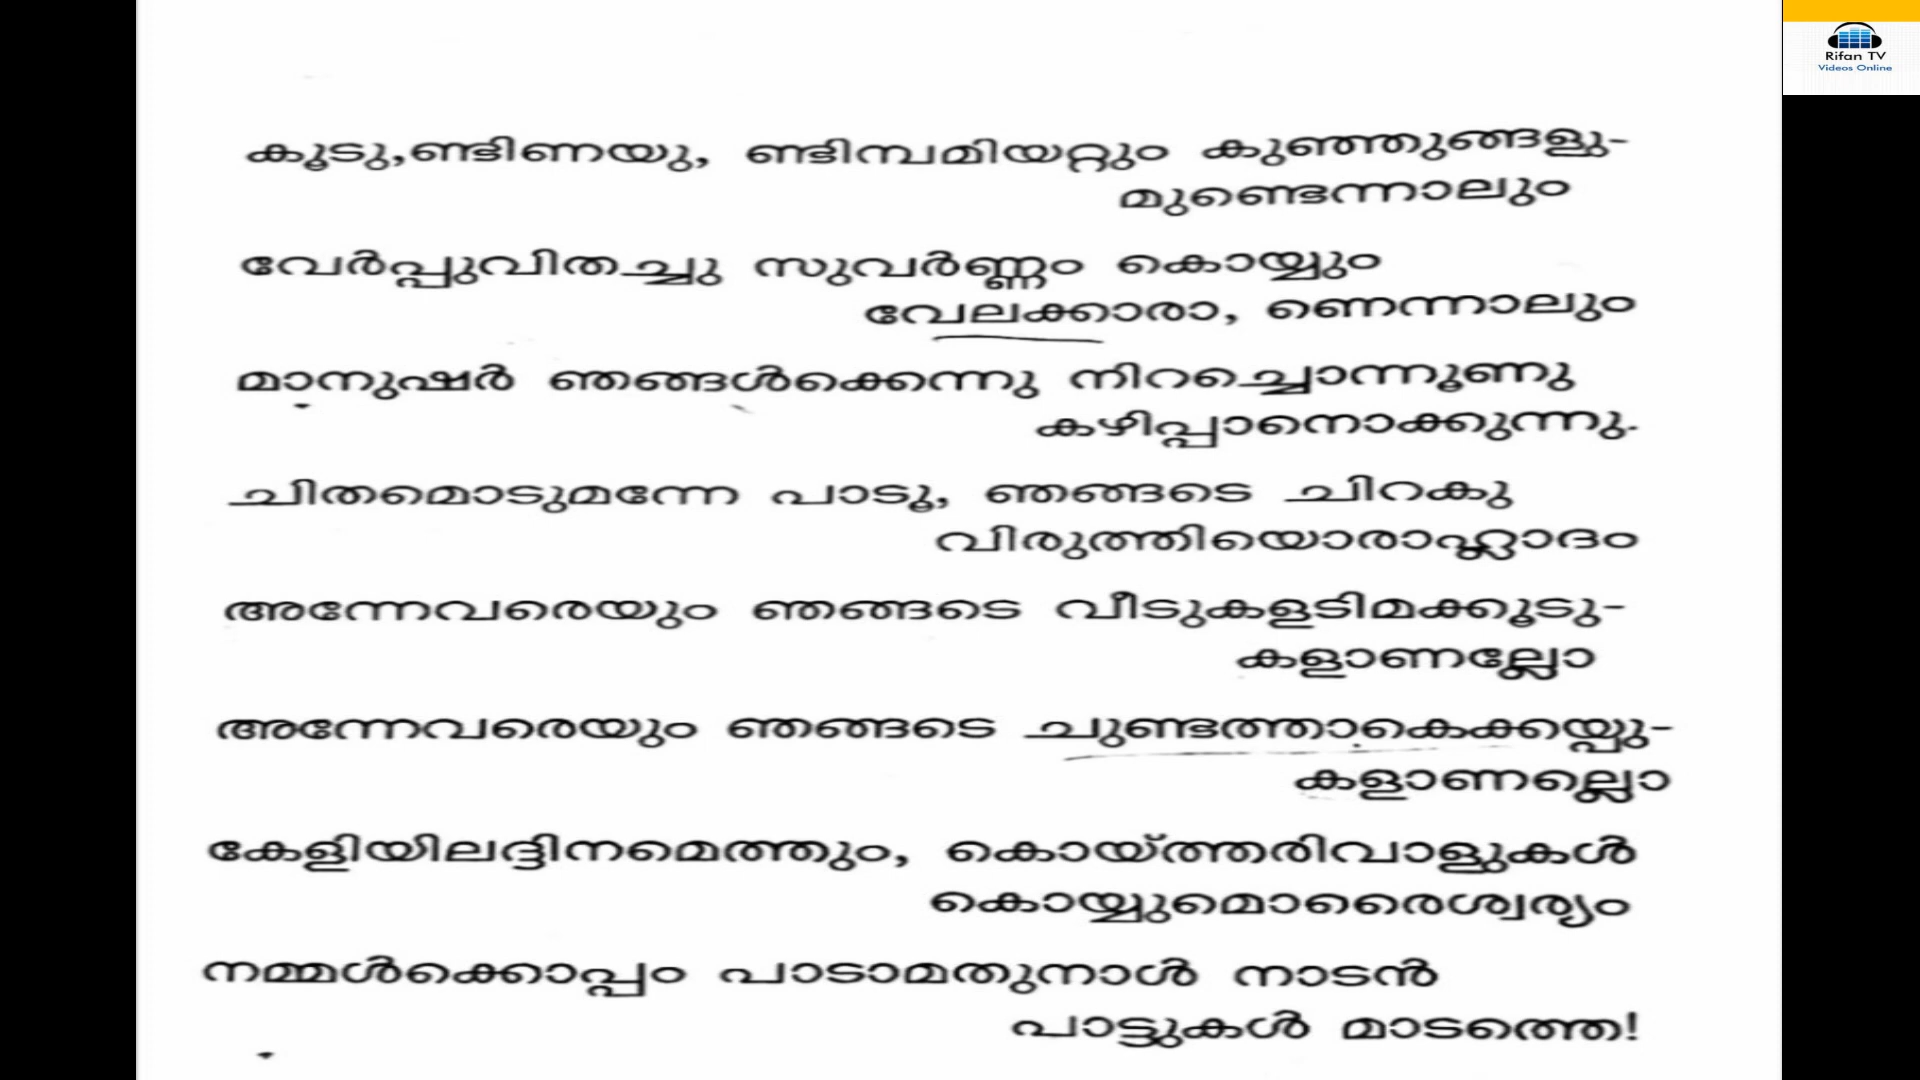 Rifan TV
Videos Online
കൂടു,ണ്ടിണയു, ണ്ടിമ്പമിയറ്റും കുഞ്ഞുങ്ങളു-
മുണ്ടെന്നാലും
വേർപ്പുവിതച്ചു സുവർണ്ണം കൊയ്യും
വേലക്കാരാ, ണെന്നാലും
മാനുഷർ ഞങ്ങൾക്കെന്നു നിറച്ചൊന്നൂണു
കഴിപ്പാനൊക്കുന്നു.
ചിതമൊടുമന്നേ പാടൂ, ഞങ്ങടെ ചിറകു
വിരുത്തിയൊരാഹ്ലാദം
അന്നേവരെയും ഞങ്ങടെ വീടുകളടിമക്കൂടു-
കളാണല്ലോ
അന്നേവരെയും ഞങ്ങടെ ചുണ്ടത്താകെക്കയ്പു-
കളാണല്ലൊ
കേളിയിലദ്ദിനമെത്തും, കൊയ്ത്തരിവാളുകൾ
കൊയ്യുമൊരൈശ്വര്യം
നമ്മൾക്കൊപ്പം പാടാമതുനാൾ നാടൻ
പാട്ടുകൾ മാടത്തെ!